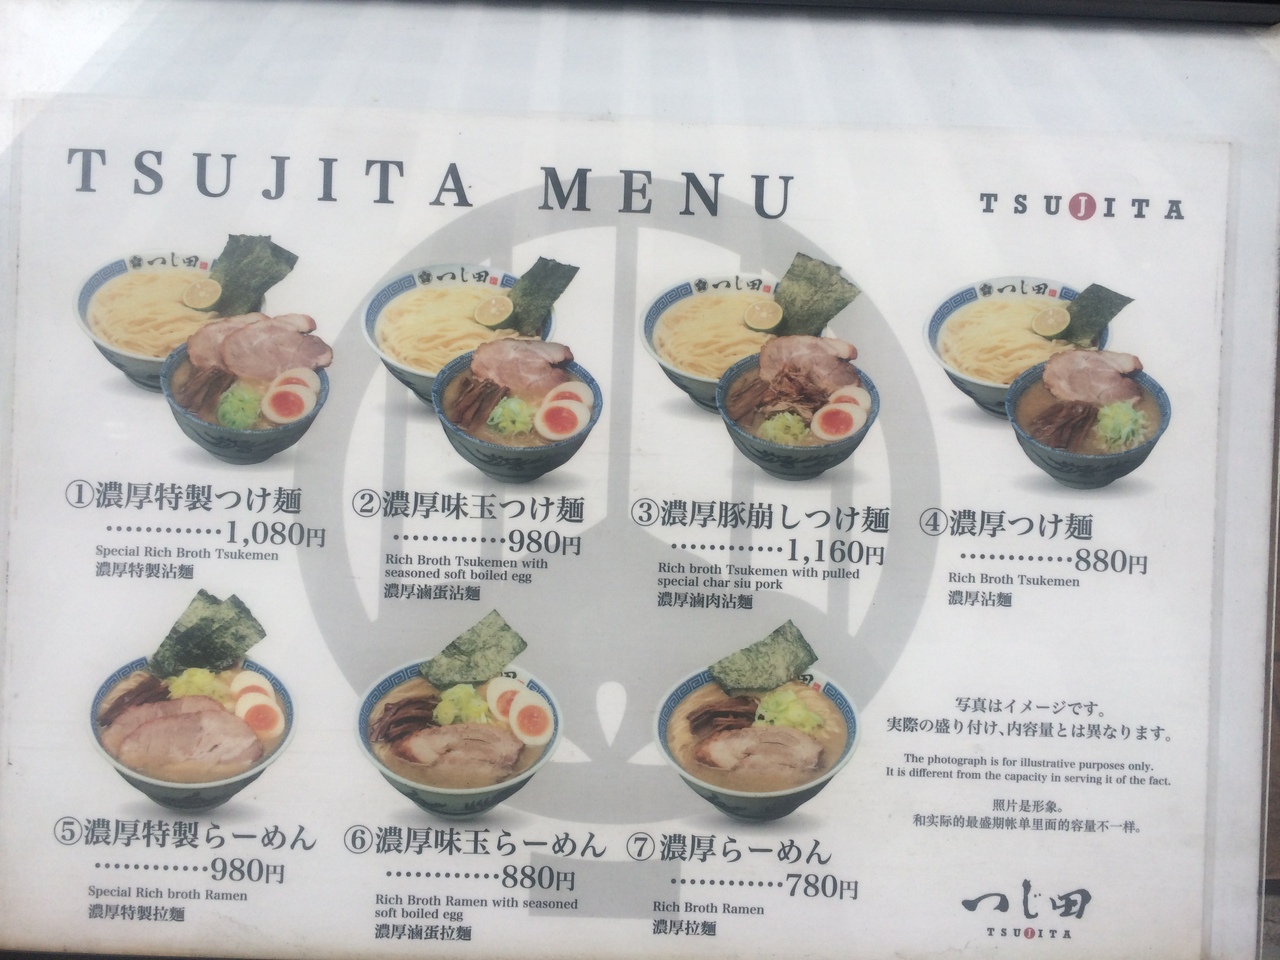 TSUJITA MENU
TSUJITA
つじ田
つじ田
つじ田
つじ田
①濃厚特製つけ麺
…………1,080円
Special Rich Broth Tsukemen
濃厚特製沾麵
②濃厚味玉つけ麺
…………980円
Rich Broth Tsukemen with
seasoned soft boiled egg
濃厚滷蛋沾麵
③濃厚豚崩しつけ麺
…………1,160円
Rich broth Tsukemen with pulled
special char siu pork
濃厚滷肉沾麵
④濃厚つけ麺
…………880円
Rich Broth Tsukemen
濃厚沾麵
⑤濃厚特製らーめん
…………980円
Special Rich broth Ramen
濃厚特製拉麵
⑥濃厚味玉らーめん
…………880円
Rich Broth Ramen with seasoned
soft boiled egg
濃厚滷蛋拉麵
⑦濃厚らーめん
…………780円
Rich Broth Ramen
濃厚拉麵
写真はイメージです。
実際の盛り付け、内容量とは異なります。
The photograph is for illustrative purposes only.
It is different from the capacity in serving it of the fact.
照片是形象。
和实际的最盛期帐单里面的容量不一样。
つじ田
TSUJITA